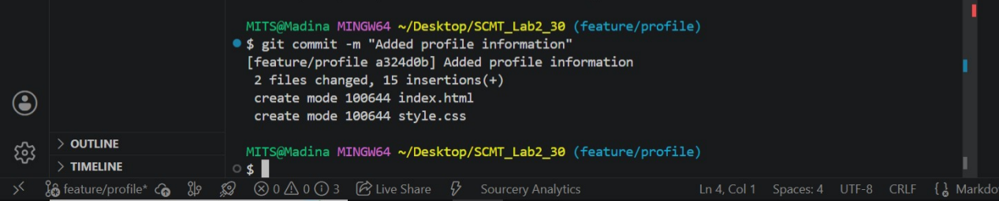 MITS@Madina MINGW64 ~/Desktop/SCMT_Lab2_30 (feature/profile)
$ git commit -m "Added profile information"
[feature/profile a324d0b] Added profile information
2 files changed, 15 insertions(+)
create mode 100644 index.html
create mode 100644 style.css
OUTLINE
MITS@Madina MINGW64 ~/Desktop/SCMT_Lab2_30 (feature/profile)
TIMELINE
$
feature/profile* 0 0 3 Live Share Sourcery Analytics Ln 4, Col 1 Spaces: 4 UTF-8 CRLF Markdo